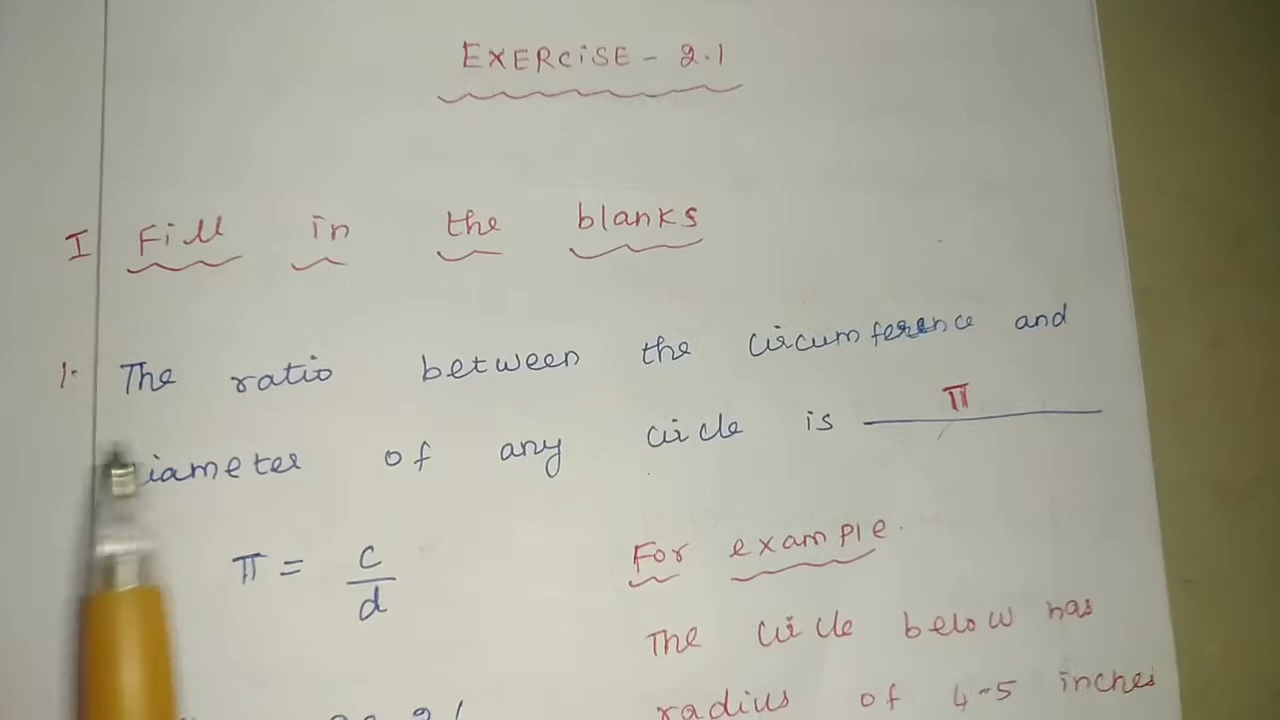 EXERCISE - 2.1
I Fill in the blanks
1. The ratio between the circumference and
diameter of any circle is π
π = c/d
For example.
The circle below has
radius of 4.5 inches